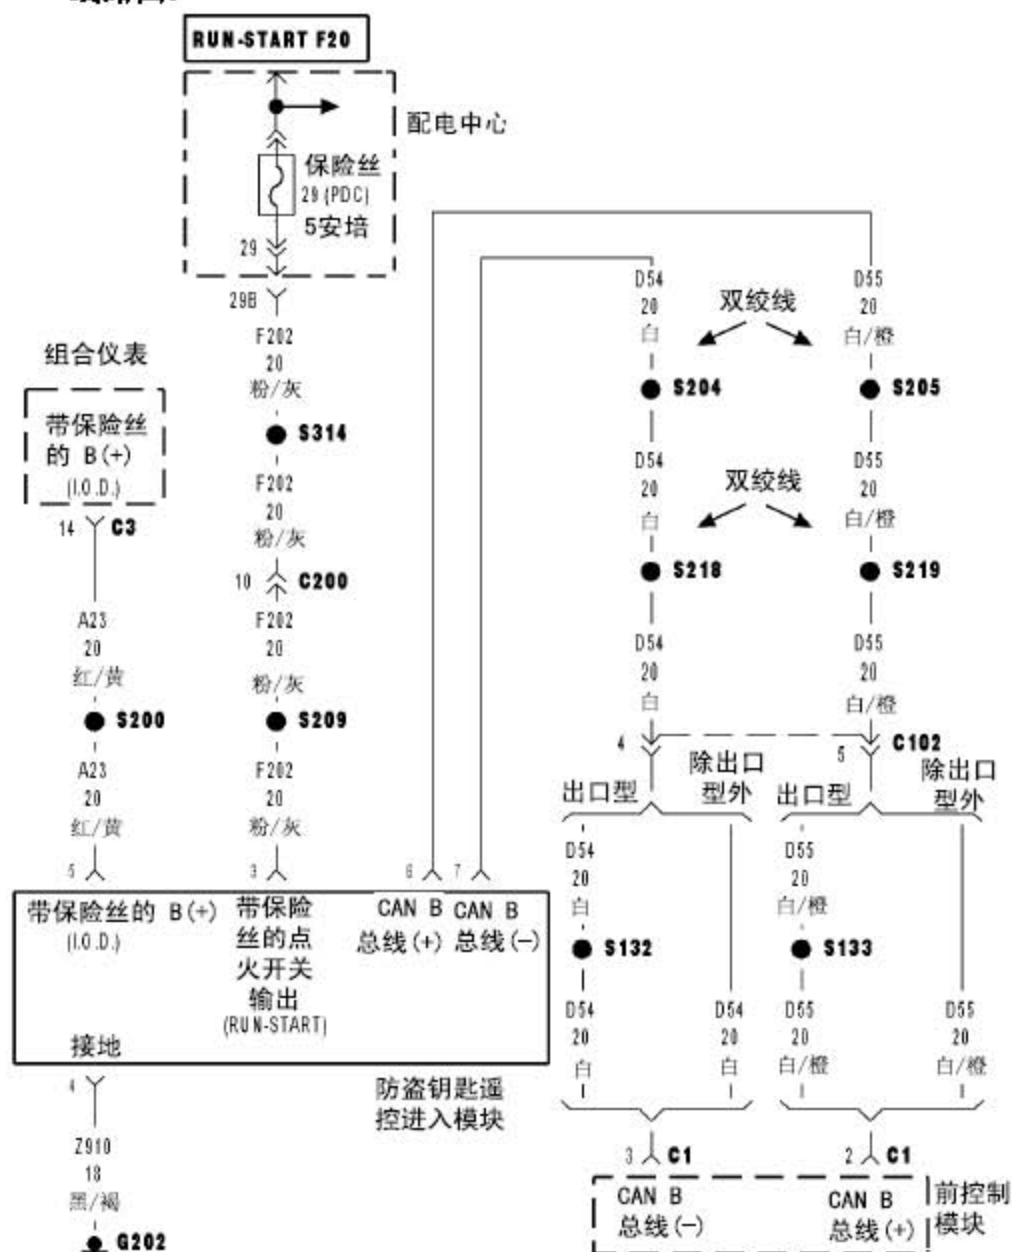 RUN-START F20
配电中心
保险丝
29 (PDC)
5安培
29
29B
F202
20
粉/灰
S314
F202
20
粉/灰
10
C200
F202
20
粉/灰
S209
F202
20
粉/灰
3
组合仪表
带保险丝
的 B(+)
(I.O.D.)
14
C3
A23
20
红/黄
S200
A23
20
红/黄
5
D54
20
白
双绞线
D55
20
白/橙
S204
S205
D54
20
白
双绞线
D55
20
白/橙
S218
S219
D54
20
白
D55
20
白/橙
4
5
C102
出口型
除出口
型外
出口型
除出口
型外
D54
20
白
D55
20
白/橙
S132
S133
D54
20
白
D54
20
白
D55
20
白/橙
D55
20
白/橙
6
7
带保险丝的 B(+)
(I.O.D.)
带保险
丝的点
火开关
输出
(RUN-START)
CAN B
总线(+)
CAN B
总线(-)
接地
防盗钥匙遥
控进入模块
4
Z910
18
黑/褐
G202
3
C1
2
C1
CAN B
总线(-)
CAN B
总线(+)
前控制
模块